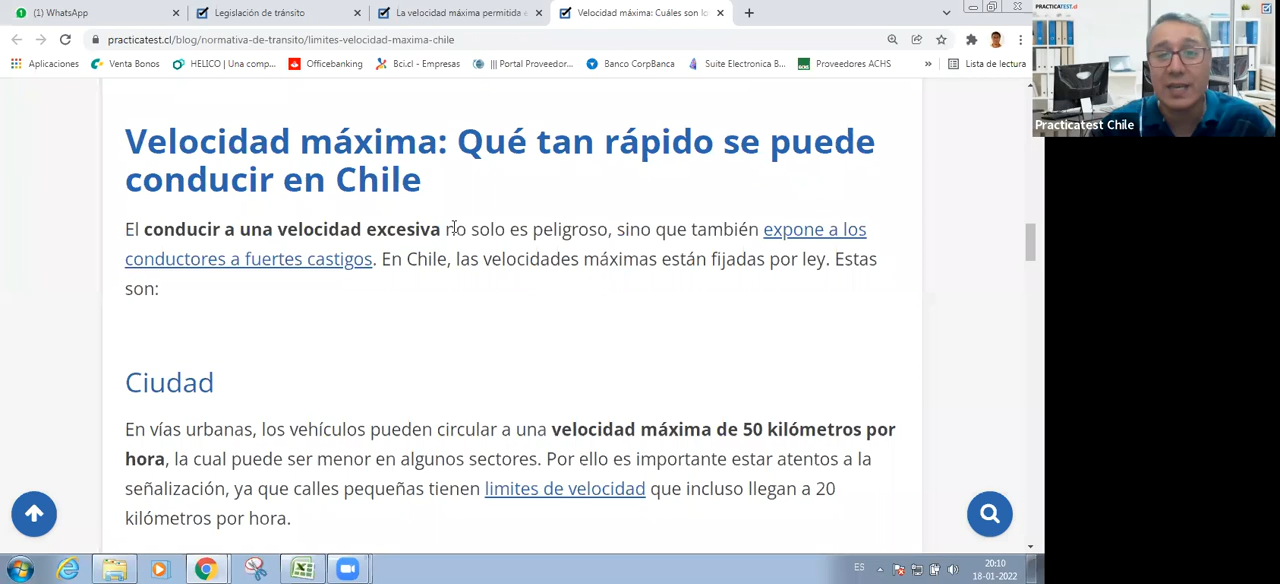 (1) WhatsApp
Legislación de tránsito
La velocidad máxima permitida e
Velocidad máxima: Cuáles son lo
practicatest.cl/blog/normativa-de-transito/limites-velocidad-maxima-chile
Aplicaciones
Venta Bonos
HELICO | Una comp...
Officebanking
Bci.cl - Empresas
||| Portal Proveedor...
Banco CorpBanca
Suite Electronica B...
Proveedores ACHS
»
Lista de lectura
PRACTICATEST.cl
Practicatest Chile
Velocidad máxima: Qué tan rápido se puede
conducir en Chile
El conducir a una velocidad excesiva no solo es peligroso, sino que también expone a los
conductores a fuertes castigos. En Chile, las velocidades máximas están fijadas por ley. Estas
son:
Ciudad
En vías urbanas, los vehículos pueden circular a una velocidad máxima de 50 kilómetros por
hora, la cual puede ser menor en algunos sectores. Por ello es importante estar atentos a la
señalización, ya que calles pequeñas tienen limites de velocidad que incluso llegan a 20
kilómetros por hora.
ES
20:10
18-01-2022